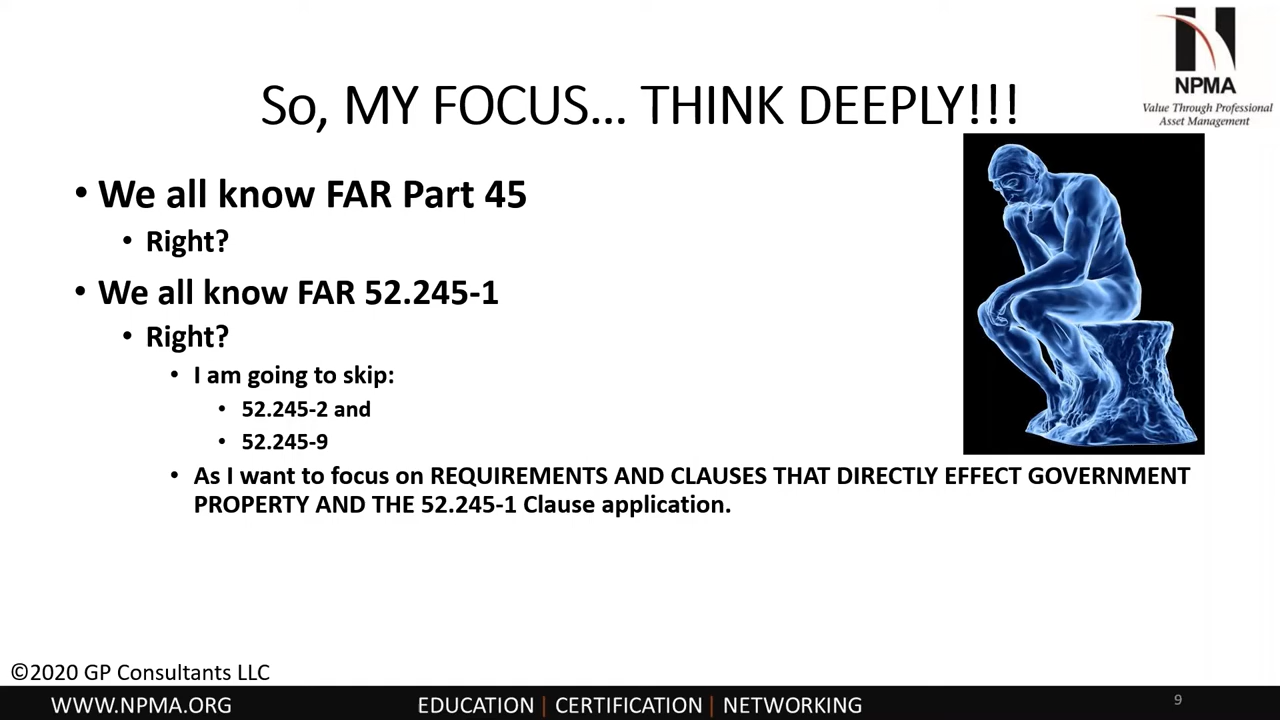 NPMA
Value Through Professional
Asset Management
So, MY FOCUS... THINK DEEPLY!!!
• We all know FAR Part 45
• Right?
• We all know FAR 52.245-1
• Right?
• I am going to skip:
• 52.245-2 and
• 52.245-9
• As I want to focus on REQUIREMENTS AND CLAUSES THAT DIRECTLY EFFECT GOVERNMENT
PROPERTY AND THE 52.245-1 Clause application.
©2020 GP Consultants LLC
WWW.NPMA.ORG
EDUCATION | CERTIFICATION | NETWORKING
9